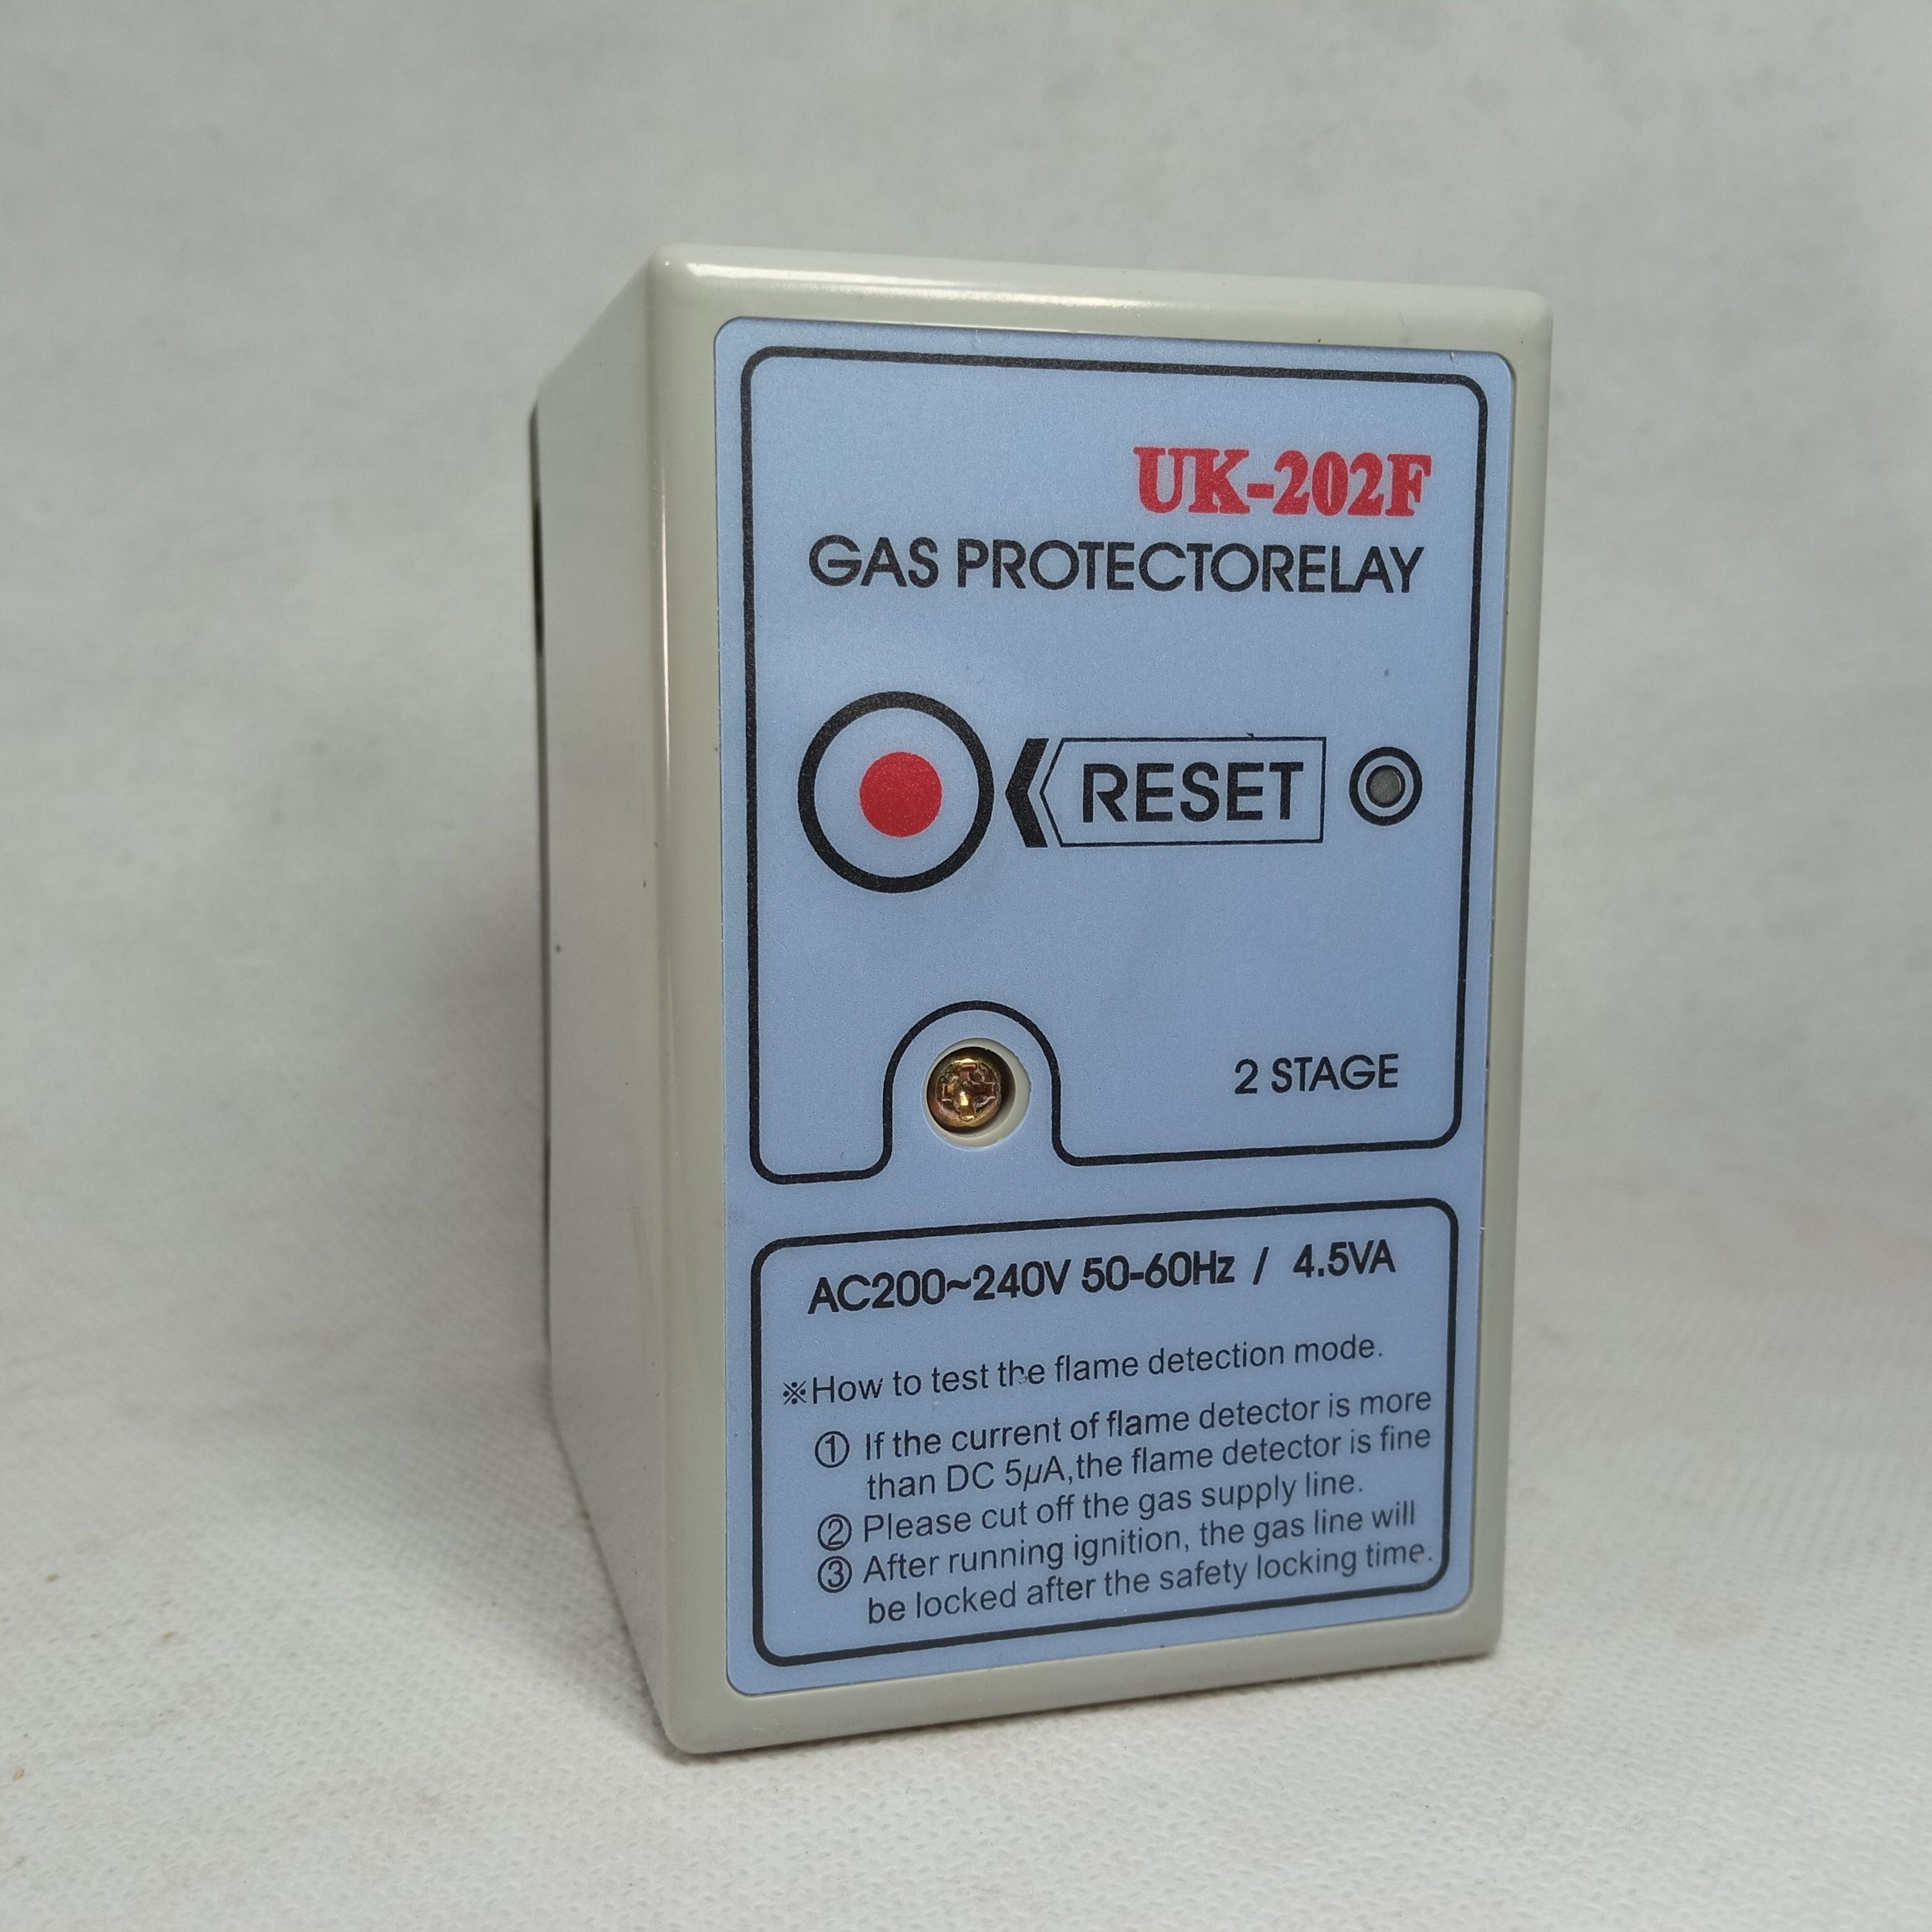 UK-202F
GAS PROTECTORELAY
RESET
2 STAGE
AC200~240V 50-60Hz / 4.5VA
※How to test the flame detection mode.
① If the current of flame detector is more
than DC 5μA,the flame detector is fine
② Please cut off the gas supply line.
③ After running ignition, the gas line will
be locked after the safety locking time.